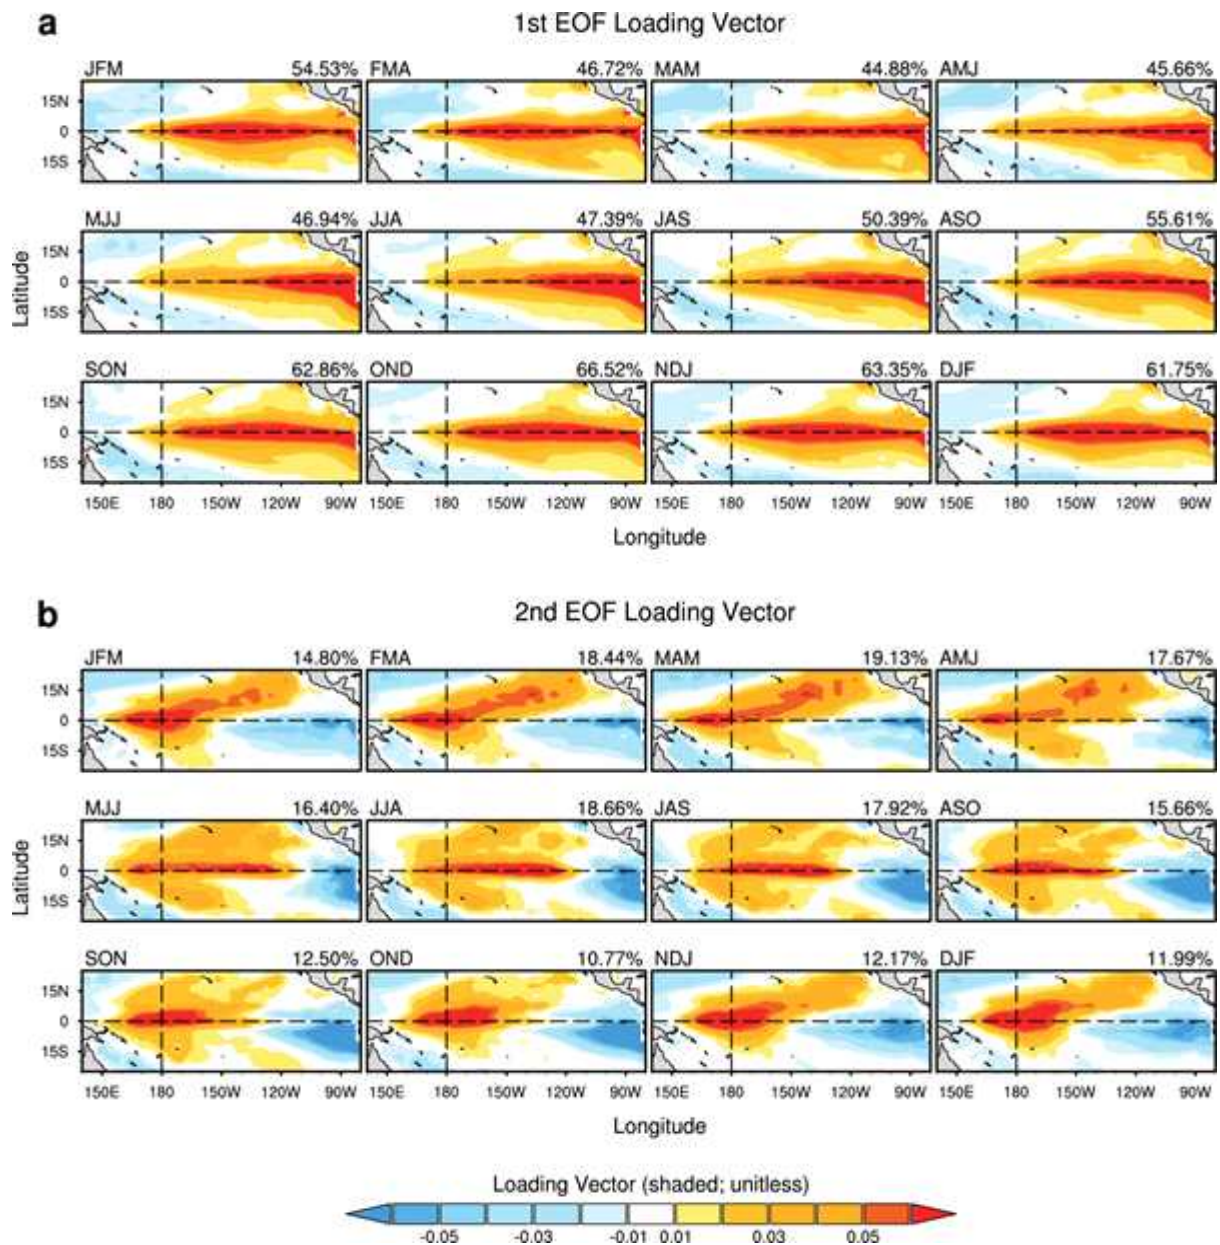 a
1st EOF Loading Vector
JFM 54.53% FMA 46.72% MAM 44.88% AMJ 45.66%
15N
0
15S
MJJ 46.94% JJA 47.39% JAS 50.39% ASO 55.61%
15N
0
15S
Latitude
SON 62.86% OND 66.52% NDJ 63.35% DJF 61.75%
15N
0
15S
150E 180 150W 120W 90W 150E 180 150W 120W 90W 150E 180 150W 120W 90W 150E 180 150W 120W 90W
Longitude
b
2nd EOF Loading Vector
JFM 14.80% FMA 18.44% MAM 19.13% AMJ 17.67%
15N
0
15S
MJJ 16.40% JJA 18.66% JAS 17.92% ASO 15.66%
15N
0
15S
Latitude
SON 12.50% OND 10.77% NDJ 12.17% DJF 11.99%
15N
0
15S
150E 180 150W 120W 90W 150E 180 150W 120W 90W 150E 180 150W 120W 90W 150E 180 150W 120W 90W
Longitude
Loading Vector (shaded; unitless)
-0.05 -0.03 -0.01 0.01 0.03 0.05